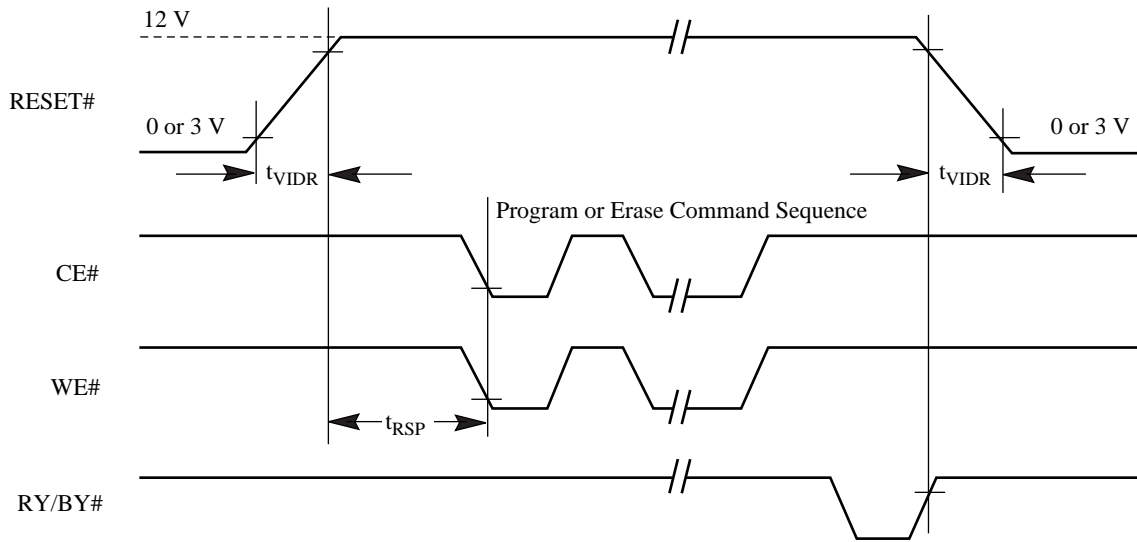 12 V
RESET#
0 or 3 V
0 or 3 V
tVIDR
tVIDR
Program or Erase Command Sequence
CE#
WE#
tRSP
RY/BY#